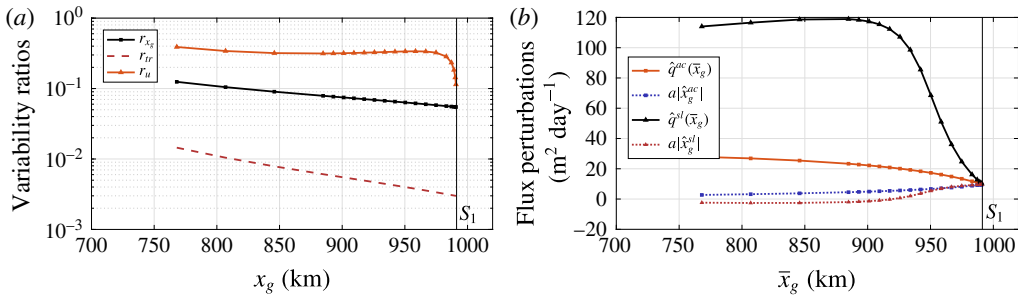 (a)
10^0
10^{-1}
10^{-2}
10^{-3}
Variability ratios
r_{x_g}
r_{tr}
r_u
S_1
700 750 800 850 900 950 1000
x_g (km)
(b)
120
100
80
60
40
20
0
−20
Flux perturbations
(m^2 day^{-1})
q̂^{ac}(x̅_g)
a|x̂_g^{ac}|
q̂^{sl}(x̅_g)
a|x̂_g^{sl}|
S_1
700 750 800 850 900 950 1000
x̅_g (km)